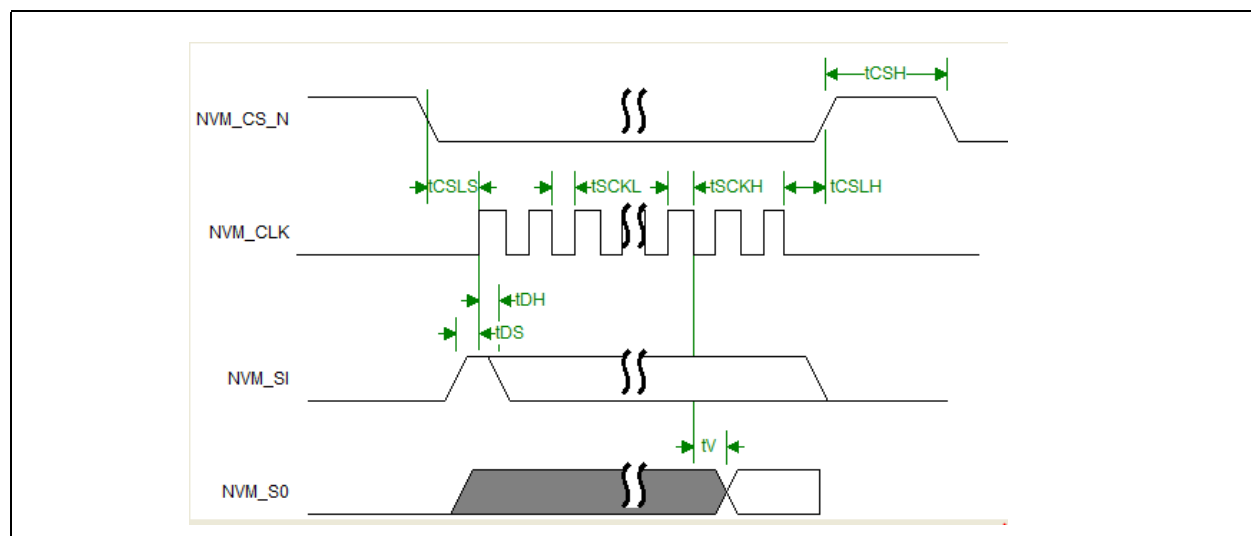 tCSH
NVM_CS_N
tCSLS
tSCKL
tSCKH
tCSLH
NVM_CLK
tDH
tDS
NVM_SI
tV
NVM_S0